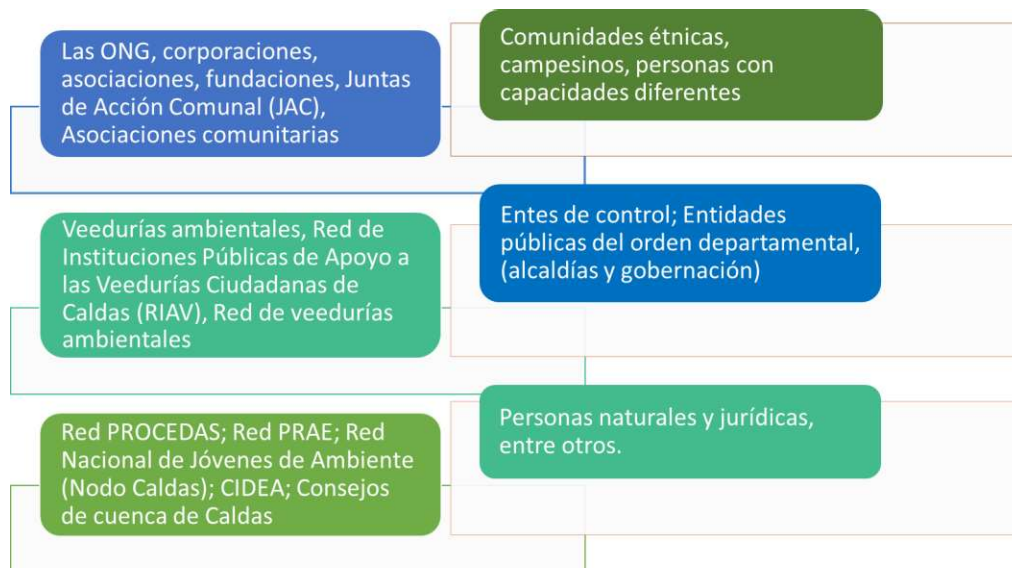 Las ONG, corporaciones,
asociaciones, fundaciones, Juntas
de Acción Comunal (JAC),
Asociaciones comunitarias
Comunidades étnicas,
campesinos, personas con
capacidades diferentes
Veedurías ambientales, Red de
Instituciones Públicas de Apoyo a
las Veedurías Ciudadanas de
Caldas (RIAV), Red de veedurías
ambientales
Entes de control; Entidades
públicas del orden departamental,
(alcaldías y gobernación)
Red PROCEDAS; Red PRAE; Red
Nacional de Jóvenes de Ambiente
(Nodo Caldas); CIDEA; Consejos
de cuenca de Caldas
Personas naturales y jurídicas,
entre otros.